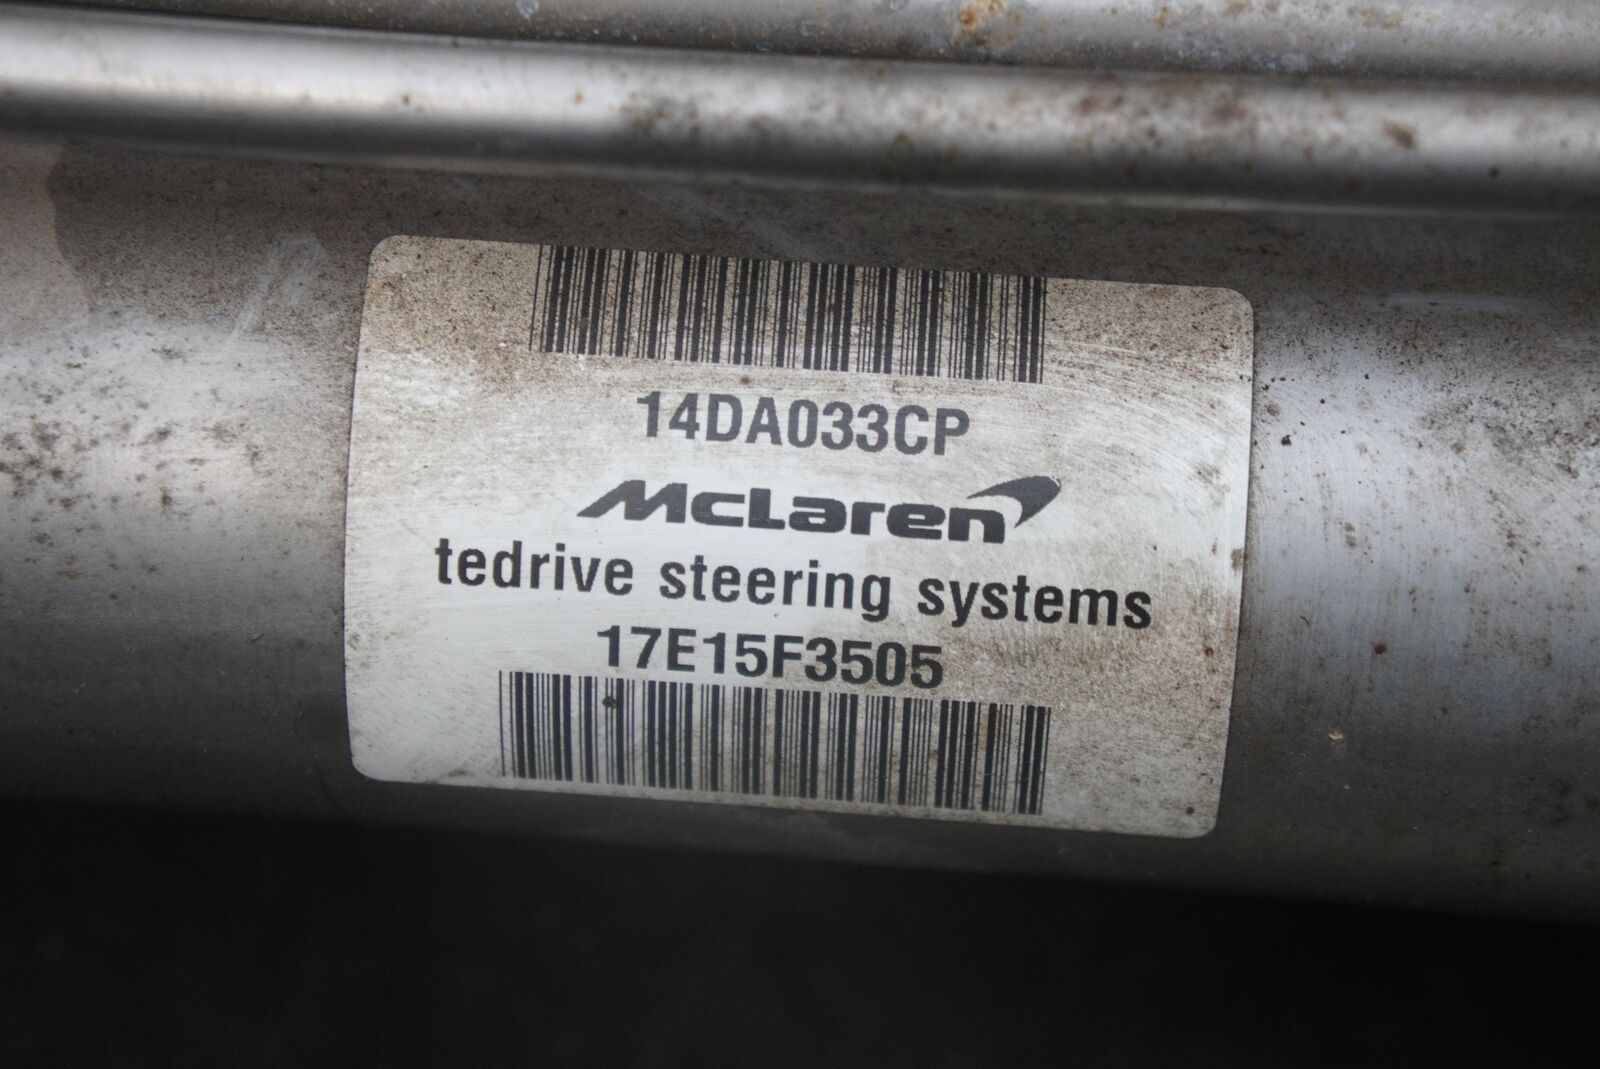 14DA033CP
McLaren
tedrive steering systems
17E15F3505